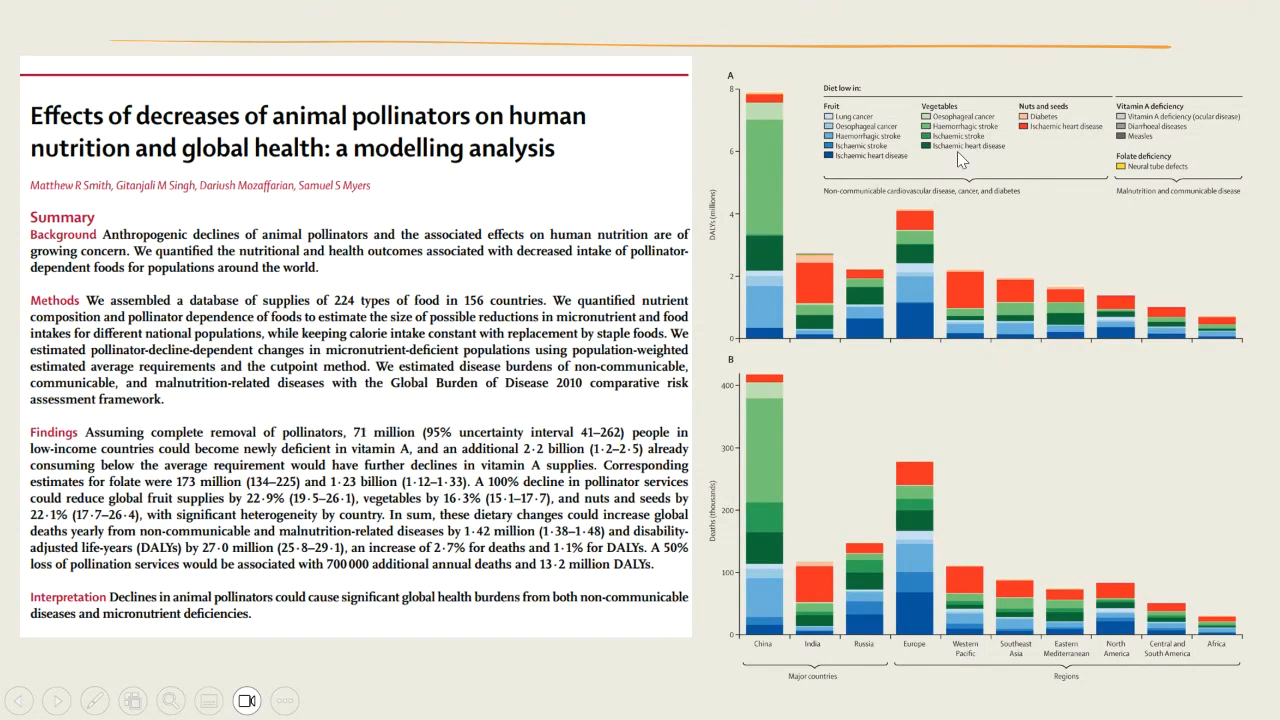 Effects of decreases of animal pollinators on human
nutrition and global health: a modelling analysis
Matthew R Smith, Gitanjali M Singh, Dariush Mozaffarian, Samuel S Myers
Summary
Background Anthropogenic declines of animal pollinators and the associated effects on human nutrition are of
growing concern. We quantified the nutritional and health outcomes associated with decreased intake of pollinator-
dependent foods for populations around the world.
Methods We assembled a database of supplies of 224 types of food in 156 countries. We quantified nutrient
composition and pollinator dependence of foods to estimate the size of possible reductions in micronutrient and food
intakes for different national populations, while keeping calorie intake constant with replacement by staple foods. We
estimated pollinator-decline-dependent changes in micronutrient-deficient populations using population-weighted
estimated average requirements and the cutpoint method. We estimated disease burdens of non-communicable,
communicable, and malnutrition-related diseases with the Global Burden of Disease 2010 comparative risk
assessment framework.
Findings Assuming complete removal of pollinators, 71 million (95% uncertainty interval 41–262) people in
low-income countries could become newly deficient in vitamin A, and an additional 2·2 billion (1·2–2·5) already
consuming below the average requirement would have further declines in vitamin A supplies. Corresponding
estimates for folate were 173 million (134–225) and 1·23 billion (1·12–1·33). A 100% decline in pollinator services
could reduce global fruit supplies by 22·9% (19·5–26·1), vegetables by 16·3% (15·1–17·7), and nuts and seeds by
22·1% (17·7–26·4), with significant heterogeneity by country. In sum, these dietary changes could increase global
deaths yearly from non-communicable and malnutrition-related diseases by 1·42 million (1·38–1·48) and disability-
adjusted life-years (DALYs) by 27·0 million (25·8–29·1), an increase of 2·7% for deaths and 1·1% for DALYs. A 50%
loss of pollination services would be associated with 700 000 additional annual deaths and 13·2 million DALYs.
Interpretation Declines in animal pollinators could cause significant global health burdens from both non-communicable
diseases and micronutrient deficiencies.
A
Diet low in:
Fruit Vegetables Nuts and seeds Vitamin A deficiency
Lung cancer Oesophageal cancer Diabetes Vitamin A deficiency (ocular disease)
Oesophageal cancer Haemorrhagic stroke Ischaemic heart disease Diarrhoeal diseases
Haemorrhagic stroke Ischaemic stroke Measles
Ischaemic stroke Ischaemic heart disease
Ischaemic heart disease Folate deficiency
Neural tube defects
Non-communicable cardiovascular disease, cancer, and diabetes Malnutrition and communicable disease
DALYs (millions)
8
6
4
2
0
B
Deaths (thousands)
400
300
200
100
0
China India Russia Europe Western Pacific Southeast Asia Eastern Mediterranean North America Central and South America Africa
Major countries Regions